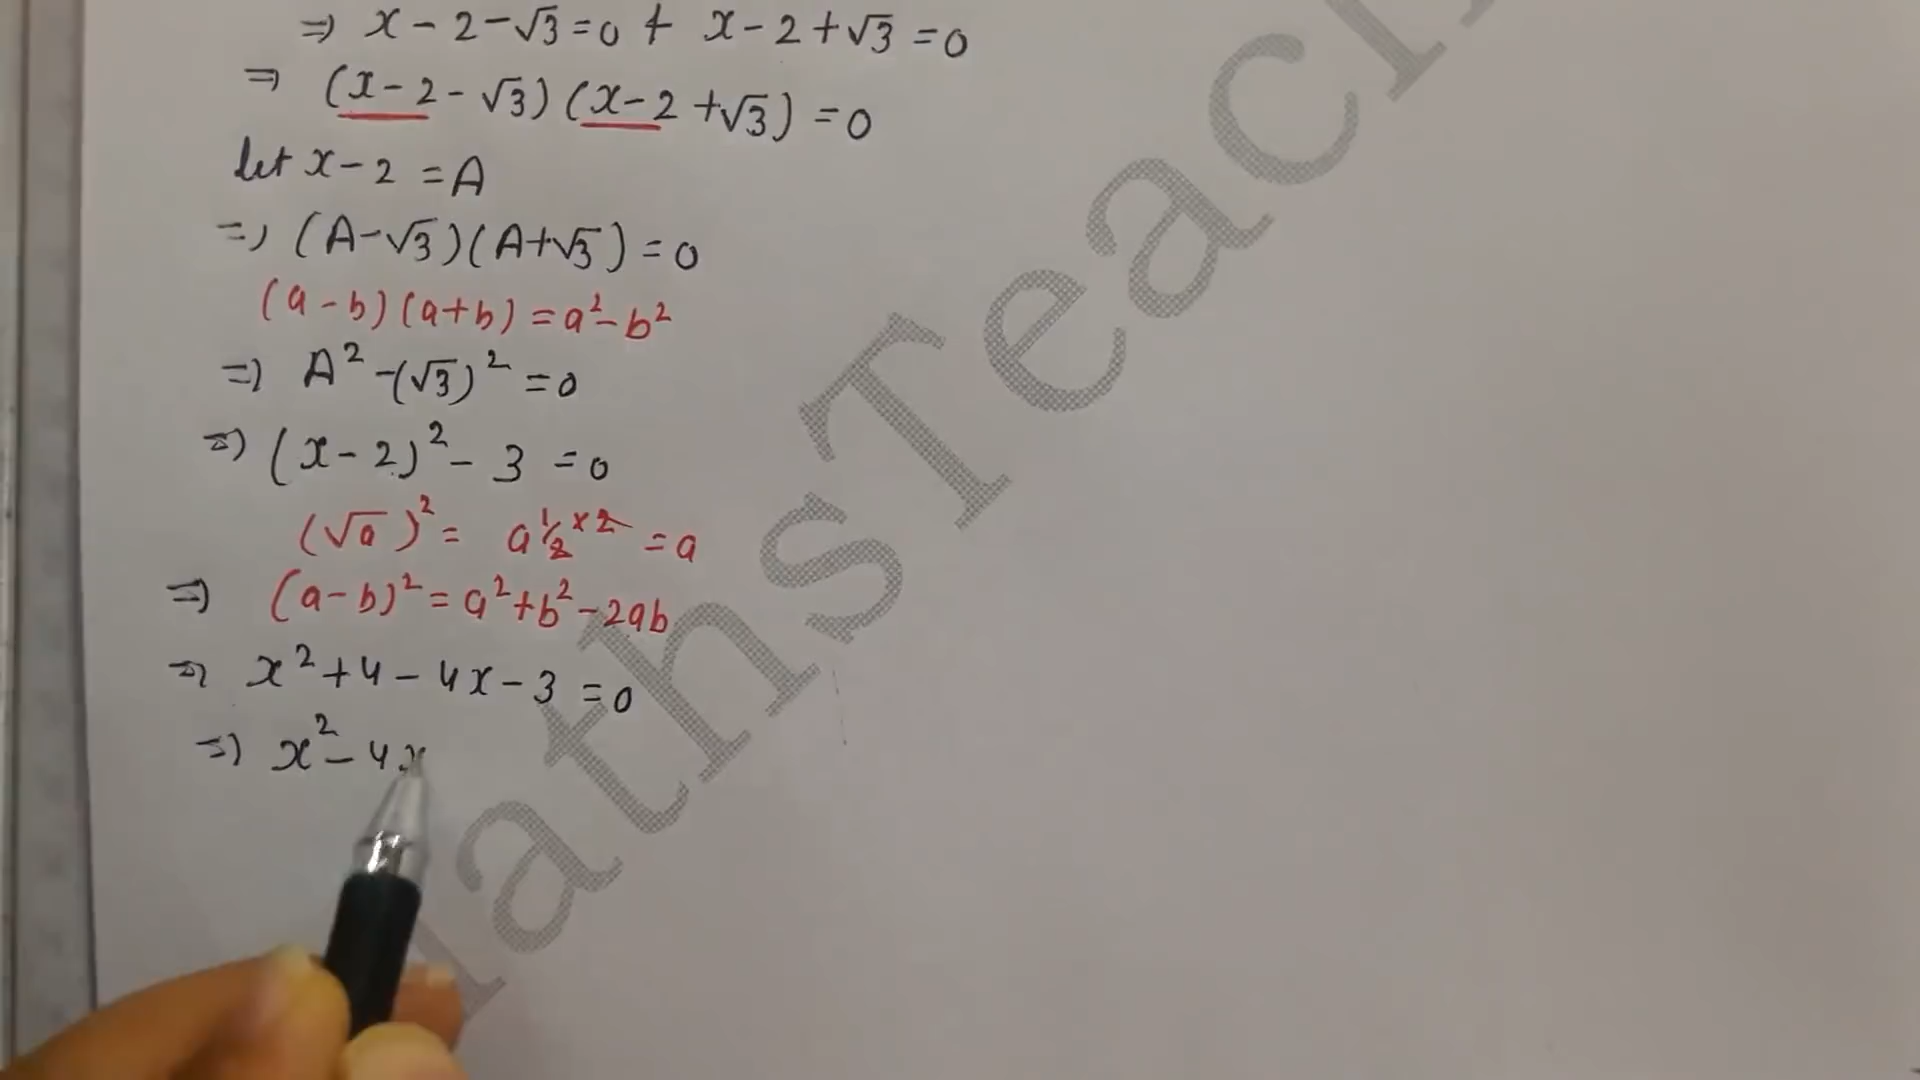 ⇒ x - 2 - √3 = 0 + x - 2 + √3 = 0
⇒ (x - 2 - √3) (x - 2 + √3) = 0
let x - 2 = A
⇒ (A - √3) (A + √3) = 0
(a - b) (a + b) = a² - b²
⇒ A² - (√3)² = 0
⇒ (x - 2)² - 3 = 0
(√a)² = a^½ˣ² = a
⇒ (a - b)² = a² + b² - 2ab
⇒ x² + 4 - 4x - 3 = 0
⇒ x² - 4x